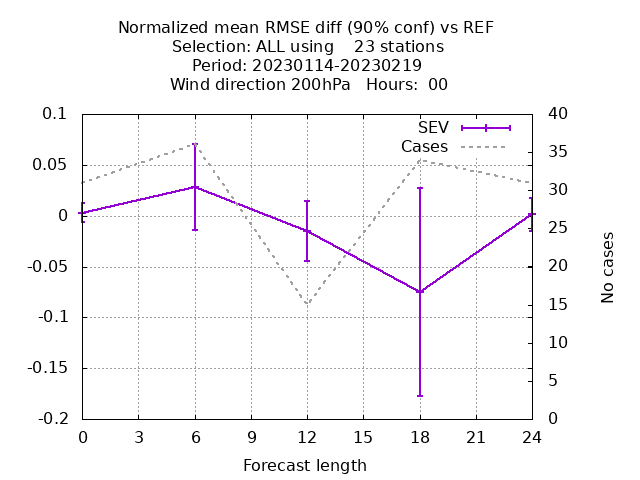 Normalized mean RMSE diff (90% conf) vs REF
Selection: ALL using    23 stations
Period: 20230114-20230219
Wind direction 200hPa   Hours:  00
SEV
Cases
0.1
0.05
0
-0.05
-0.1
-0.15
-0.2
40
35
30
25
20
15
10
5
0
No cases
0 3 6 9 12 15 18 21 24
Forecast length